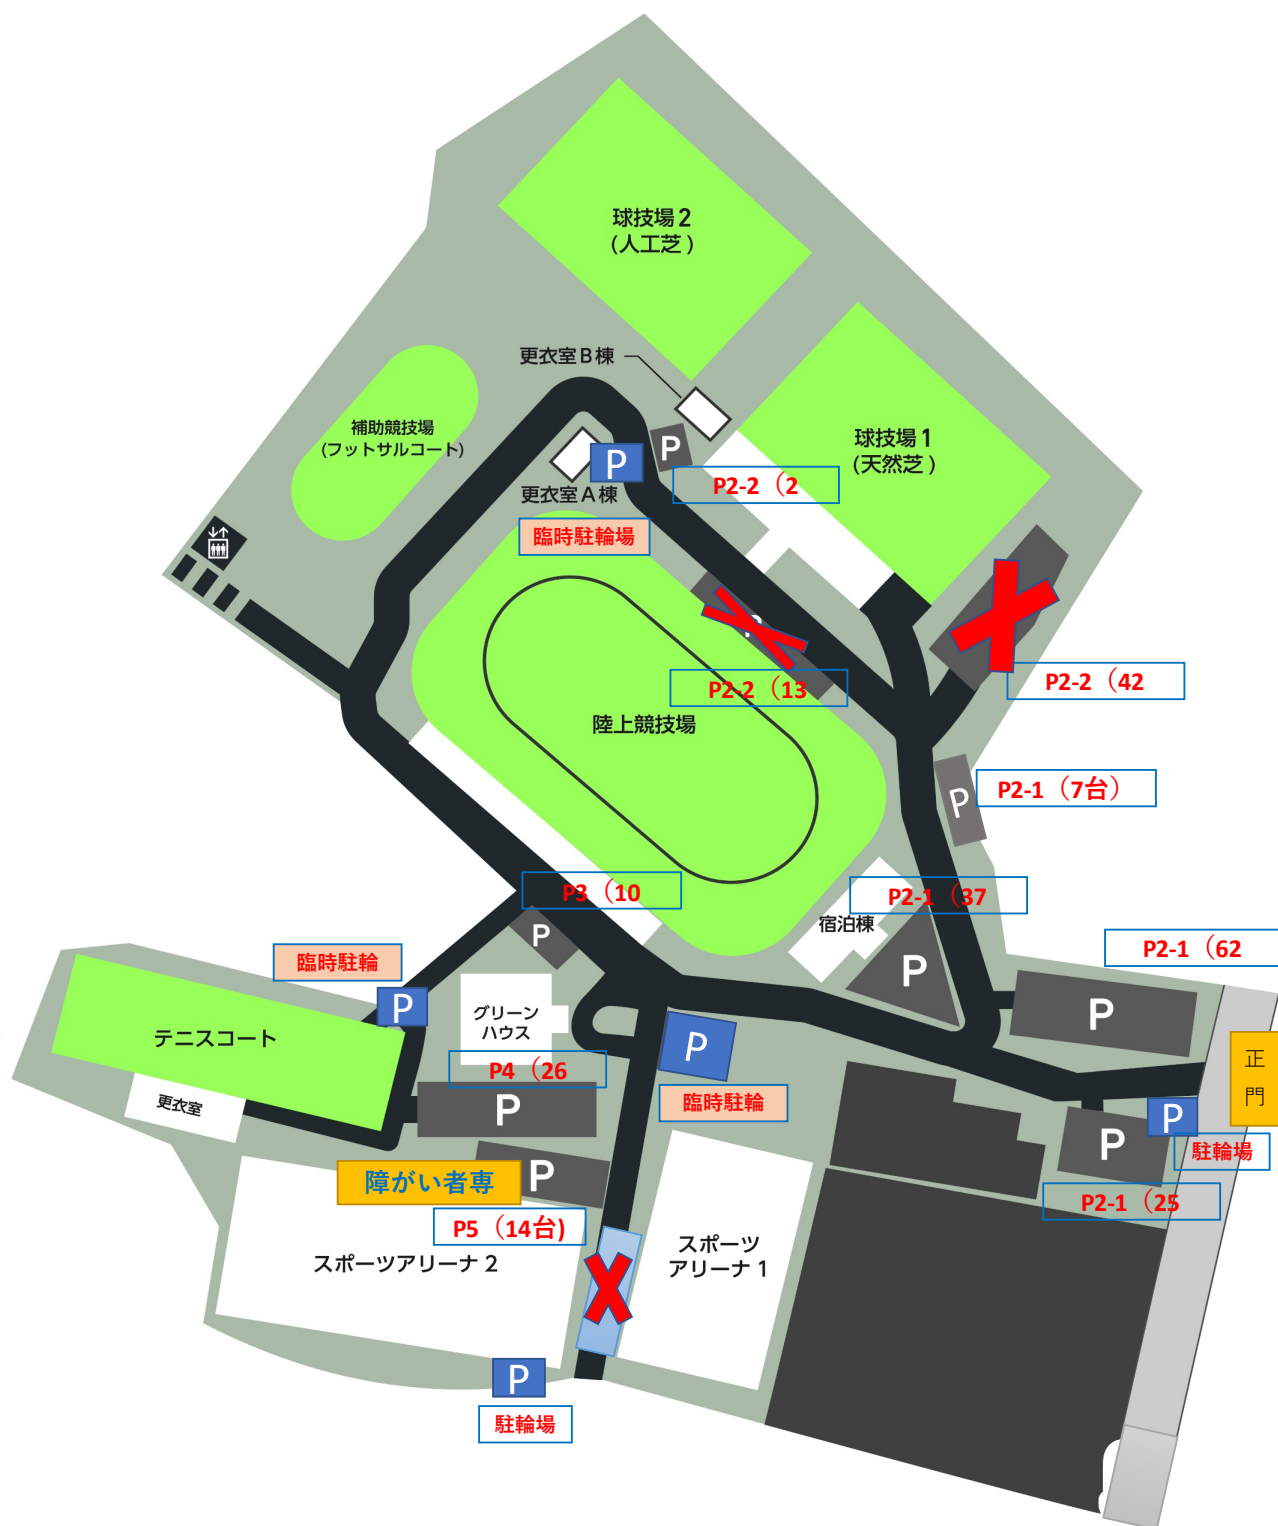 球技場2
(人工芝)
更衣室B棟
補助競技場
(フットサルコート)
球技場1
(天然芝)
P
P
P2-2（2
更衣室A棟
臨時駐輪場
P2-2（13
P2-2（42
陸上競技場
P2-1（7台）
P
P3（10
P2-1（37
宿泊棟
P
P2-1（62
臨時駐輪
P
P
P
グリーン
ハウス
テニスコート
P
正
門
P4（26
P
更衣室
臨時駐輪
P
P
駐輪場
障がい者専
P
P2-1（25
P5（14台)
スポーツ
アリーナ1
スポーツアリーナ2
P
駐輪場